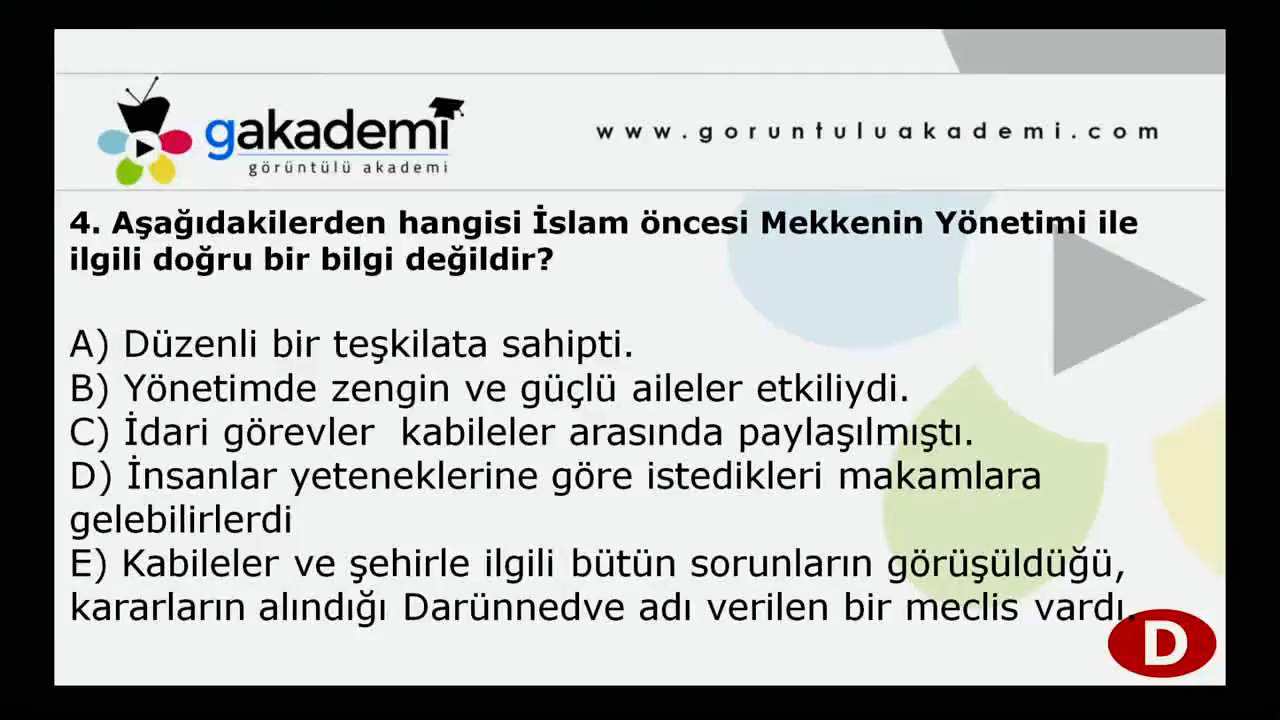 gakademi
görüntülü akademi
www.goruntuluakademi.com
4. Aşağıdakilerden hangisi İslam öncesi Mekkenin Yönetimi ile
ilgili doğru bir bilgi değildir?
A) Düzenli bir teşkilata sahipti.
B) Yönetimde zengin ve güçlü aileler etkiliydi.
C) İdari görevler  kabileler arasında paylaşılmıştı.
D) İnsanlar yeteneklerine göre istedikleri makamlara
gelebilirlerdi
E) Kabileler ve şehirle ilgili bütün sorunların görüşüldüğü,
kararların alındığı Darünnedve adı verilen bir meclis vardı.
D